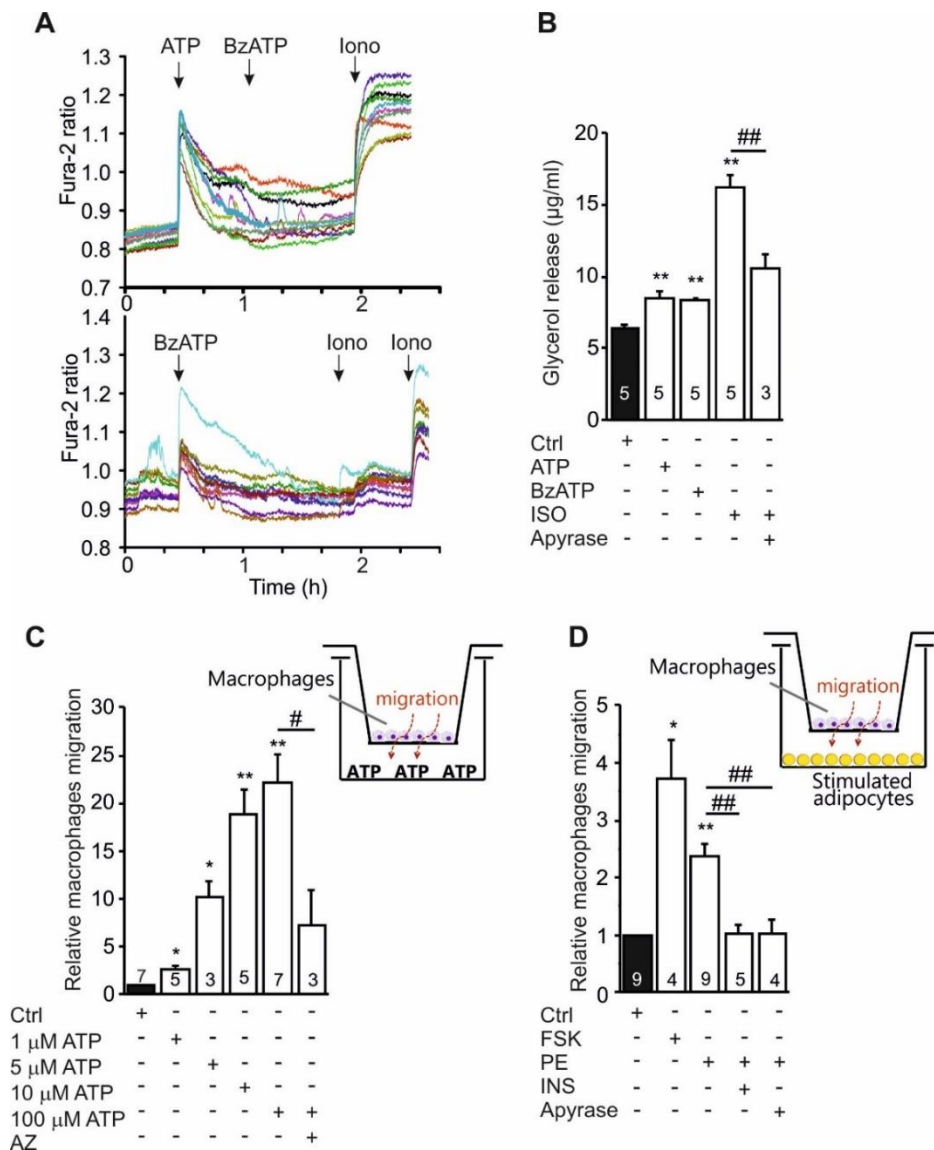 A
ATP
BzATP
Iono
1.3
1.2
1.1
1.0
0.9
0.8
0.7
Fura-2 ratio
0
1
2
BzATP
Iono
Iono
1.4
1.3
1.2
1.1
1.0
0.9
0.8
Fura-2 ratio
0
1
2
Time (h)
B
20
15
10
5
0
Glycerol release (µg/ml)
**
**
**
##
5
5
5
5
3
Ctrl + - - - -
ATP - + - - -
BzATP - - + - -
ISO - - - + +
Apyrase - - - - +
C
30
25
20
15
10
5
0
Relative macrophages migration
*
*
**
**
#
7
5
3
5
7
3
Macrophages
migration
ATP ATP ATP
Ctrl + - - - - -
1 µM ATP - + - - - -
5 µM ATP - - + - - -
10 µM ATP - - - + - -
100 µM ATP - - - - + +
AZ - - - - - +
D
5
4
3
2
1
0
Relative macrophages migration
*
**
##
##
9
4
9
5
4
Macrophages
migration
Stimulated
adipocytes
Ctrl + - - - -
FSK - + - - -
PE - - + + +
INS - - - + -
Apyrase - - - - +